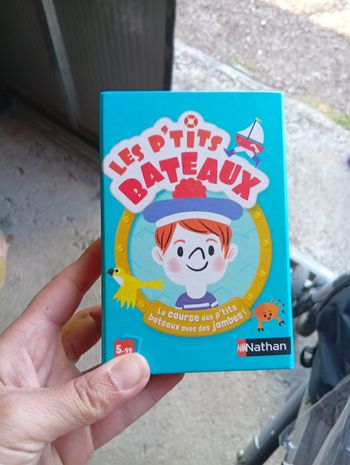 LES P'TITS
BATEAUX
La course des p'tits
bateaux avec des jambes !
5-99
Nathan